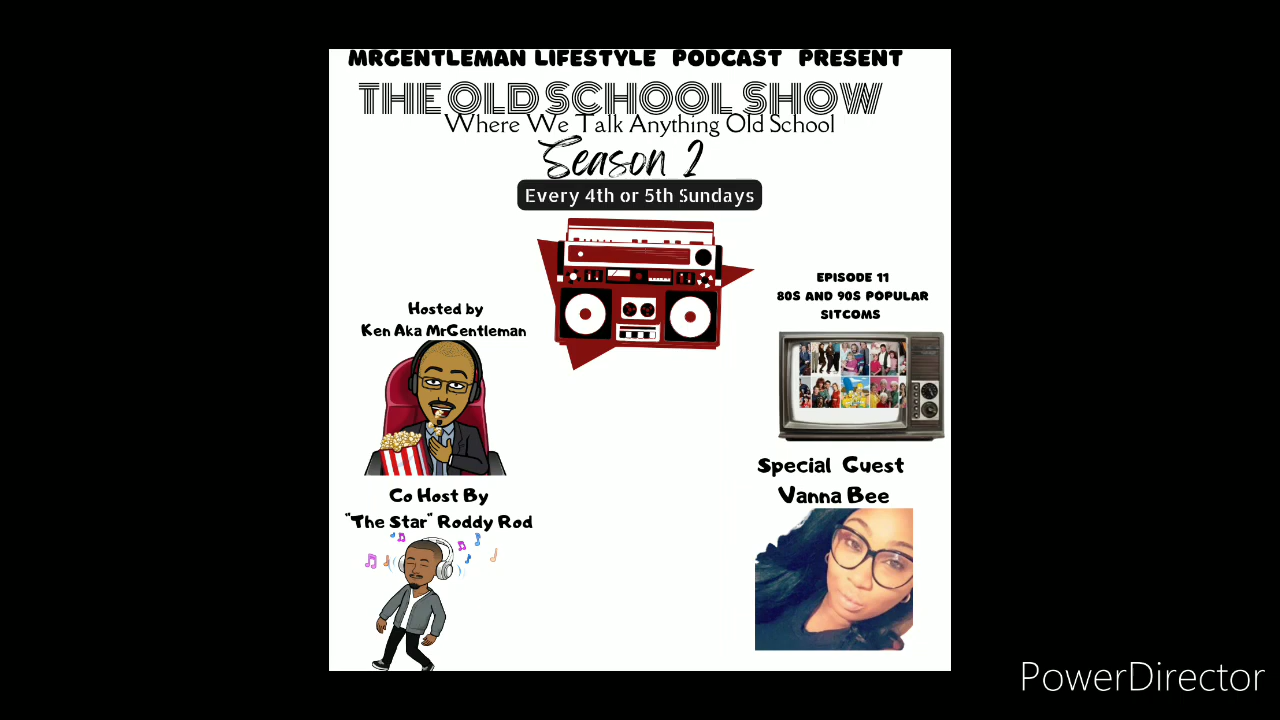 MRGENTLEMAN LIFESTYLE PODCAST PRESENT
THE OLD SCHOOL SHOW
Where We Talk Anything Old School
Season 2
Every 4th or 5th Sundays
Hosted by
Ken Aka MrGentleman
Co Host By
"The Star" Roddy Rod
EPISODE 11
80S AND 90S POPULAR
SITCOMS
Special Guest
Vanna Bee
PowerDirector